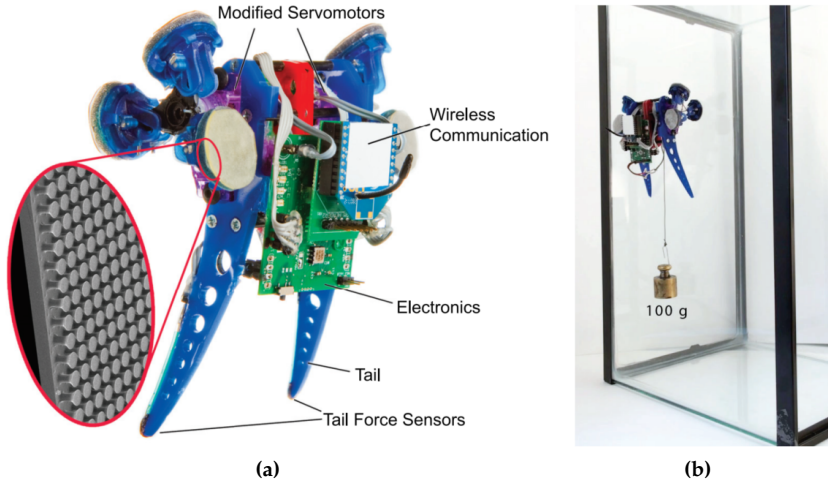 Modified Servomotors
Wireless
Communication
Electronics
Tail
Tail Force Sensors
100 g
(a)
(b)